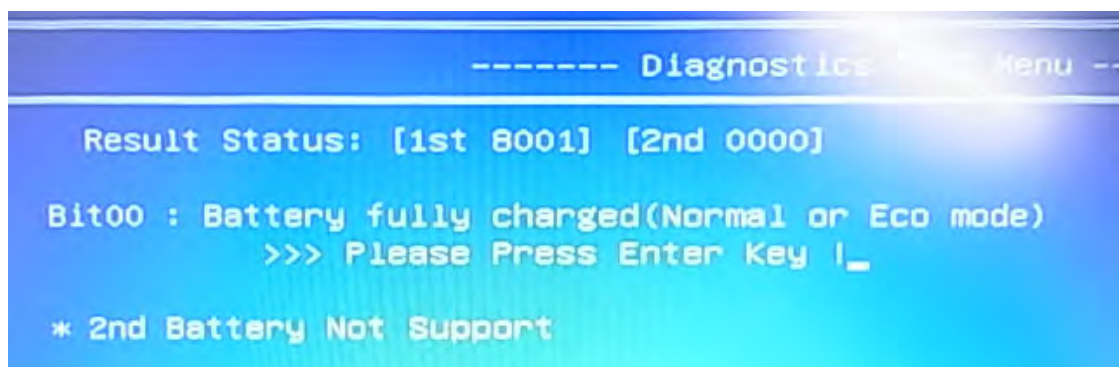 ------- Diagnostics Menu --
Result Status: [1st 8001] [2nd 0000]
Bit00 : Battery fully charged(Normal or Eco mode)
>>> Please Press Enter Key |_
* 2nd Battery Not Support